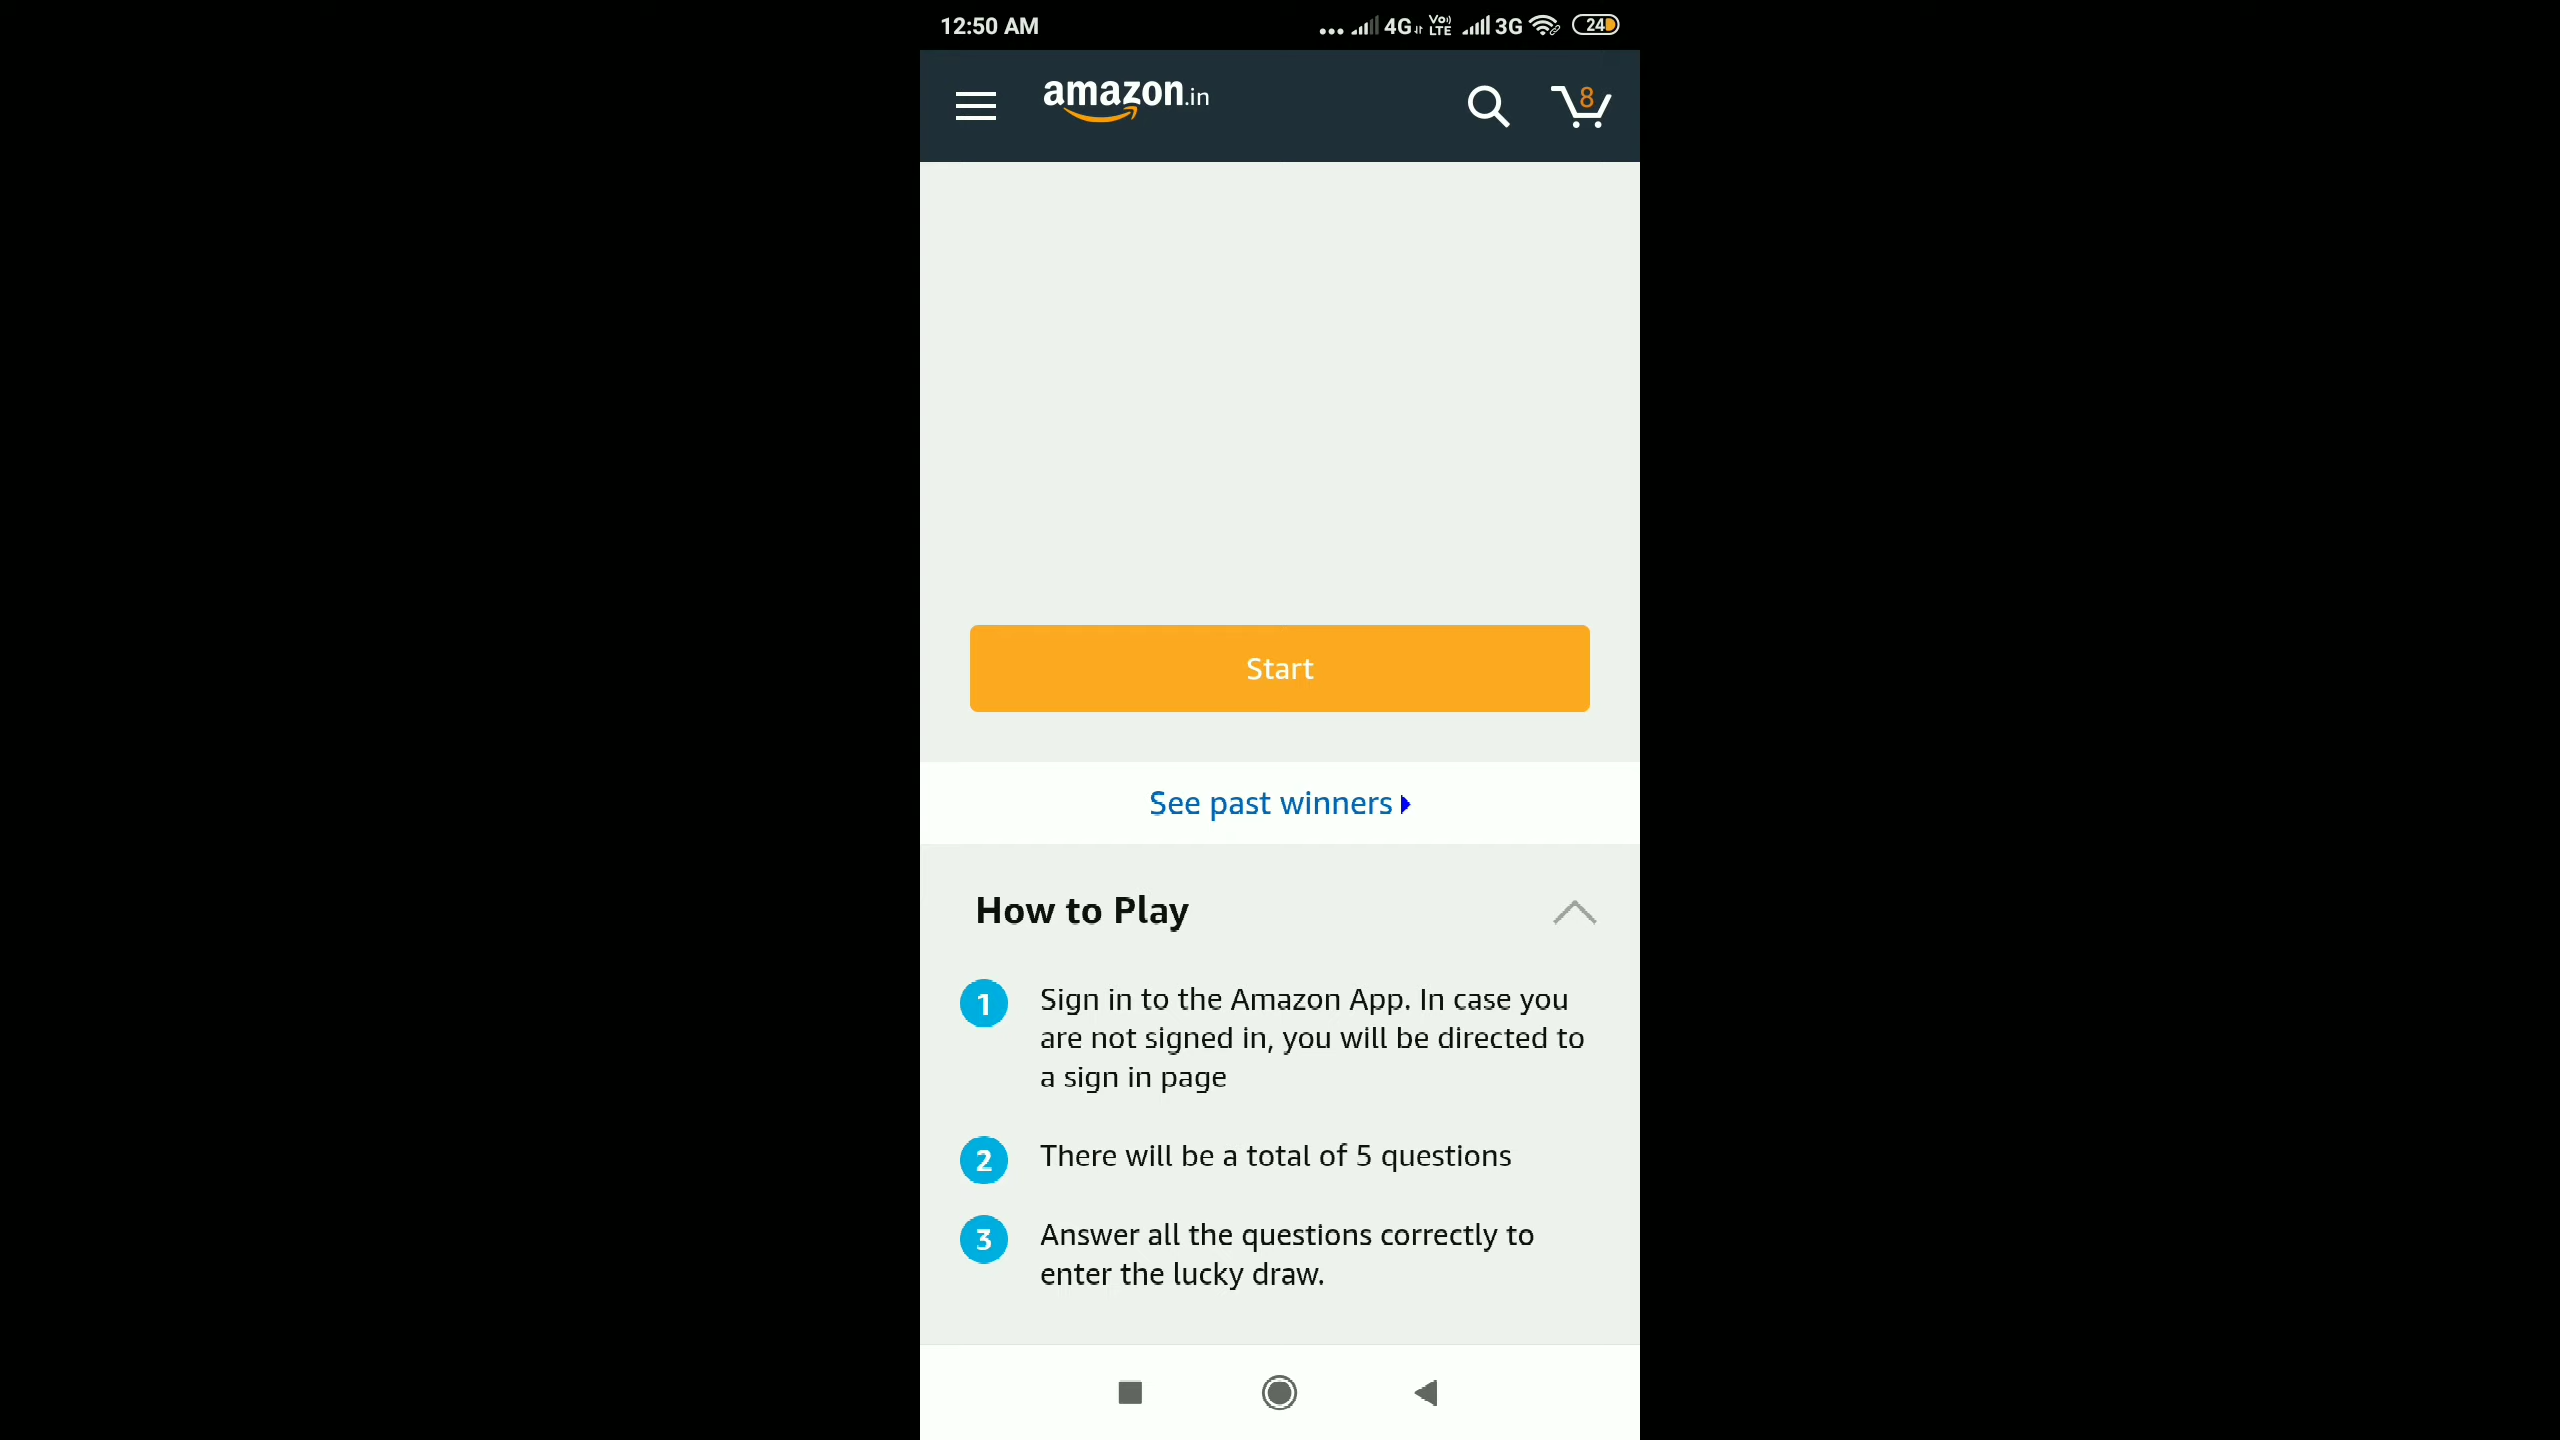 12:50 AM
4G VoLTE 3G 24
amazon.in
8
Start
See past winners
How to Play
1 Sign in to the Amazon App. In case you
are not signed in, you will be directed to
a sign in page
2 There will be a total of 5 questions
3 Answer all the questions correctly to
enter the lucky draw.